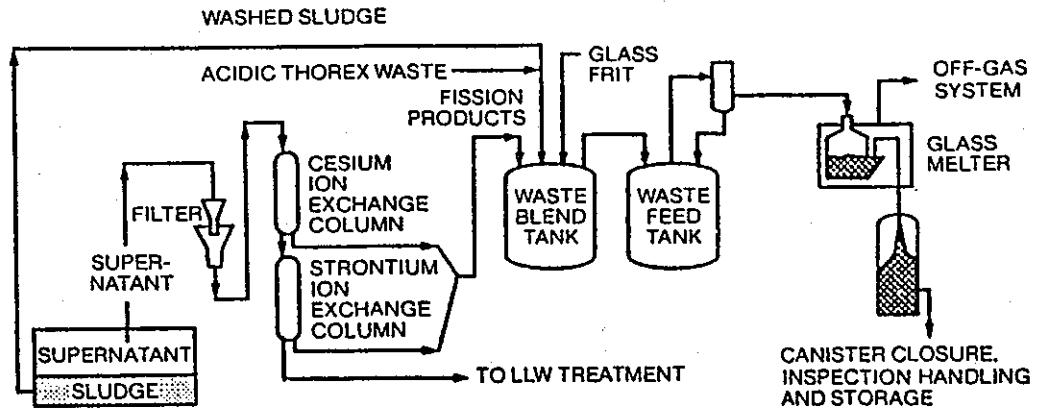 WASHED SLUDGE
ACIDIC THOREX WASTE
GLASS
FRIT
FISSION
PRODUCTS
OFF-GAS
SYSTEM
GLASS
MELTER
CESIUM
ION
EXCHANGE
COLUMN
FILTER
WASTE
BLEND
TANK
WASTE
FEED
TANK
SUPER-
NATANT
STRONTIUM
ION
EXCHANGE
COLUMN
SUPERNATANT
SLUDGE
TO LLW TREATMENT
CANISTER CLOSURE,
INSPECTION HANDLING
AND STORAGE